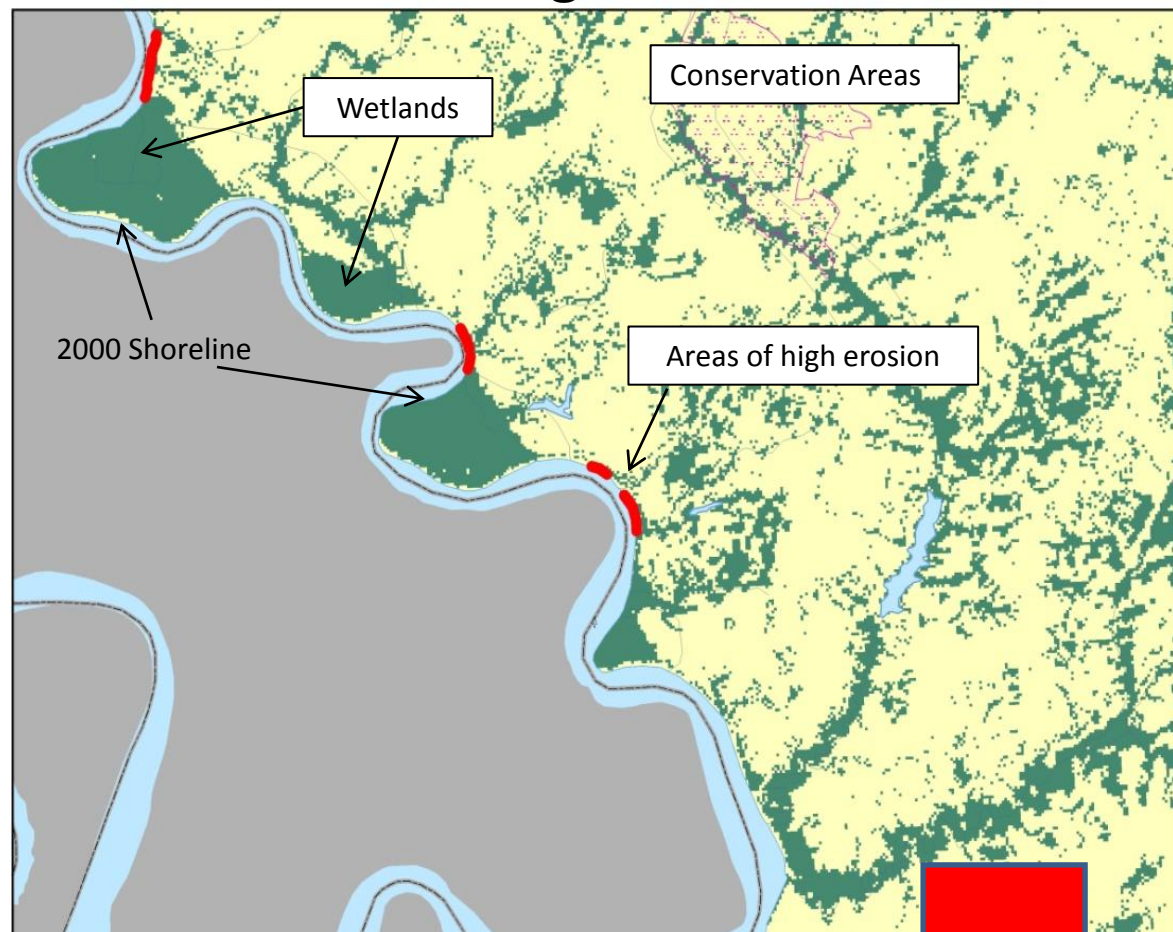 Conservation Areas
Wetlands
2000 Shoreline
Areas of high erosion